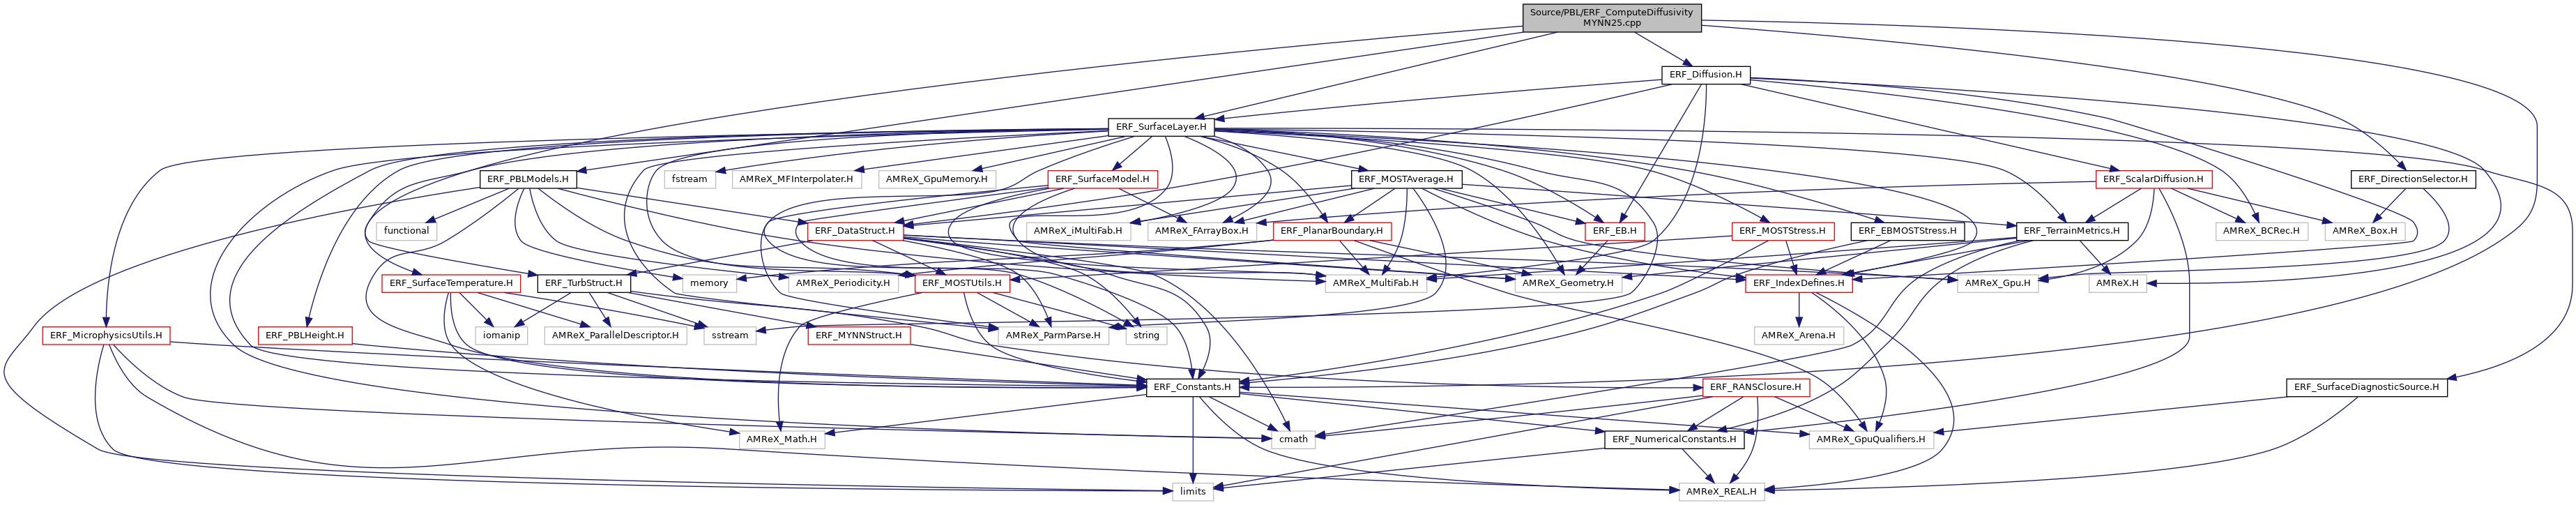 Source/PBL/ERF_ComputeDiffusivity
MYNN25.cpp
ERF_Diffusion.H
ERF_SurfaceLayer.H
ERF_PBLModels.H
fstream
AMReX_MFInterpolater.H
AMReX_GpuMemory.H
ERF_SurfaceModel.H
ERF_MOSTAverage.H
ERF_ScalarDiffusion.H
ERF_DirectionSelector.H
functional
ERF_DataStruct.H
AMReX_iMultiFab.H
AMReX_FArrayBox.H
ERF_PlanarBoundary.H
ERF_EB.H
ERF_MOSTStress.H
ERF_EBMOSTStress.H
ERF_TerrainMetrics.H
AMReX_BCRec.H
AMReX_Box.H
ERF_SurfaceTemperature.H
ERF_TurbStruct.H
memory
AMReX_Periodicity.H
ERF_MOSTUtils.H
AMReX_MultiFab.H
AMReX_Geometry.H
ERF_IndexDefines.H
AMReX_Gpu.H
AMReX.H
ERF_MicrophysicsUtils.H
ERF_PBLHeight.H
iomanip
AMReX_ParallelDescriptor.H
sstream
ERF_MYNNStruct.H
AMReX_ParmParse.H
string
AMReX_Arena.H
ERF_Constants.H
ERF_RANSClosure.H
ERF_SurfaceDiagnosticSource.H
AMReX_Math.H
cmath
ERF_NumericalConstants.H
AMReX_GpuQualifiers.H
limits
AMReX_REAL.H